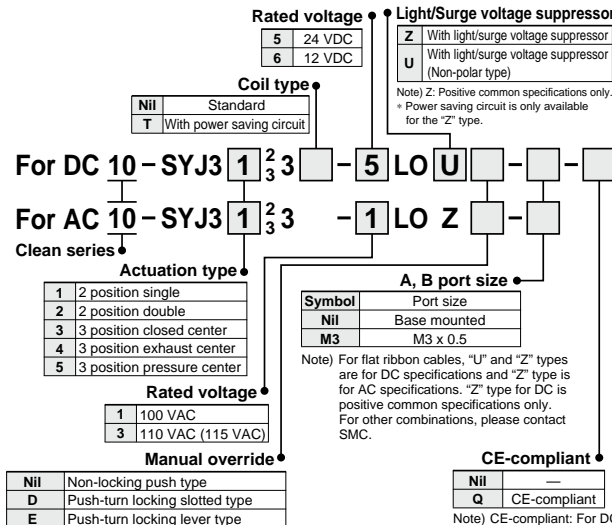 Rated voltage
5 24 VDC
6 12 VDC
Light/Surge voltage suppressor
Z With light/surge voltage suppressor
U With light/surge voltage suppressor (Non-polar type)
Note) Z: Positive common specifications only.
∗ Power saving circuit is only available
for the “Z” type.
Coil type
Nil Standard
T With power saving circuit
For DC 10 – SYJ3 1 2 3 3 – 5 LO U – –
For AC 10 – SYJ3 1 2 3 3 – 1 LO Z –
Clean series
Actuation type
1 2 position single
2 2 position double
3 3 position closed center
4 3 position exhaust center
5 3 position pressure center
A, B port size
Symbol Port size
Nil Base mounted
M3 M3 x 0.5
Note) For flat ribbon cables, “U” and “Z” types
are for DC specifications and “Z” type is
for AC specifications. “Z” type for DC is
positive common specifications only.
For other combinations, please contact
SMC.
Rated voltage
1 100 VAC
3 110 VAC (115 VAC)
Manual override
Nil Non-locking push type
D Push-turn locking slotted type
E Push-turn locking lever type
CE-compliant
Nil —
Q CE-compliant
Note) CE-compliant: For DC